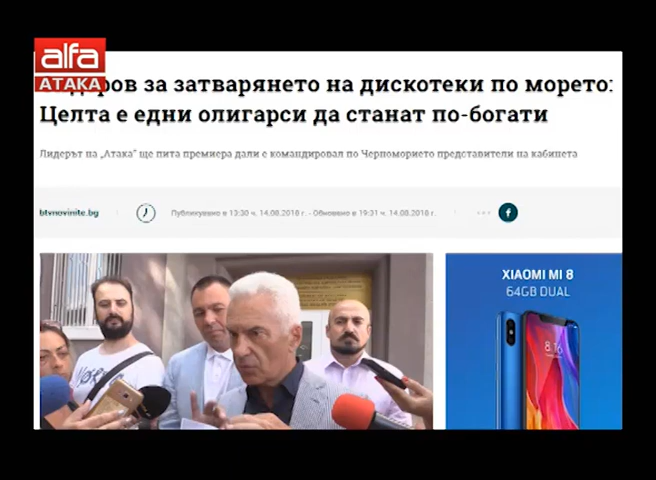 alfa
АТАКА
ров за затварянето на дискотеки по морето:
Целта е едни олигарси да станат по-богати
Лидерът на „Атака" ще пита премиера дали е командировал по Черноморието представители на кабинета
btvnovinite.bg
Публикувано в 13:30 ч. 14.08.2018 г. - Обновено в 19:31 ч. 14.08.2018 г.
f
XIAOMI MI 8
64GB DUAL
8:16